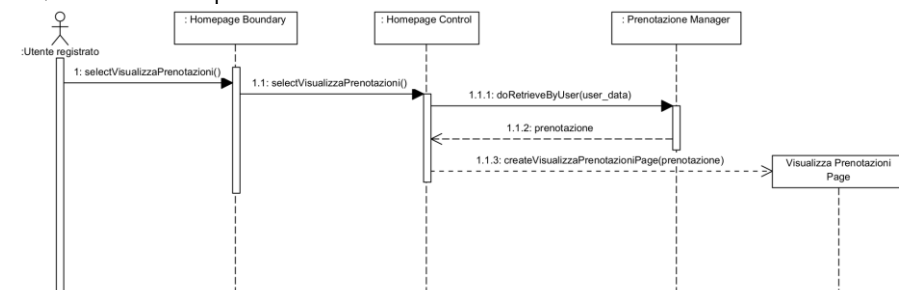 : Homepage Boundary
: Homepage Control
: Prenotazione Manager
:Utente registrato
1: selectVisualizzaPrenotazioni()
1.1: selectVisualizzaPrenotazioni()
1.1.1: doRetrieveByUser(user_data)
1.1.2: prenotazione
1.1.3: createVisualizzaPrenotazioniPage(prenotazione)
Visualizza Prenotazioni
Page